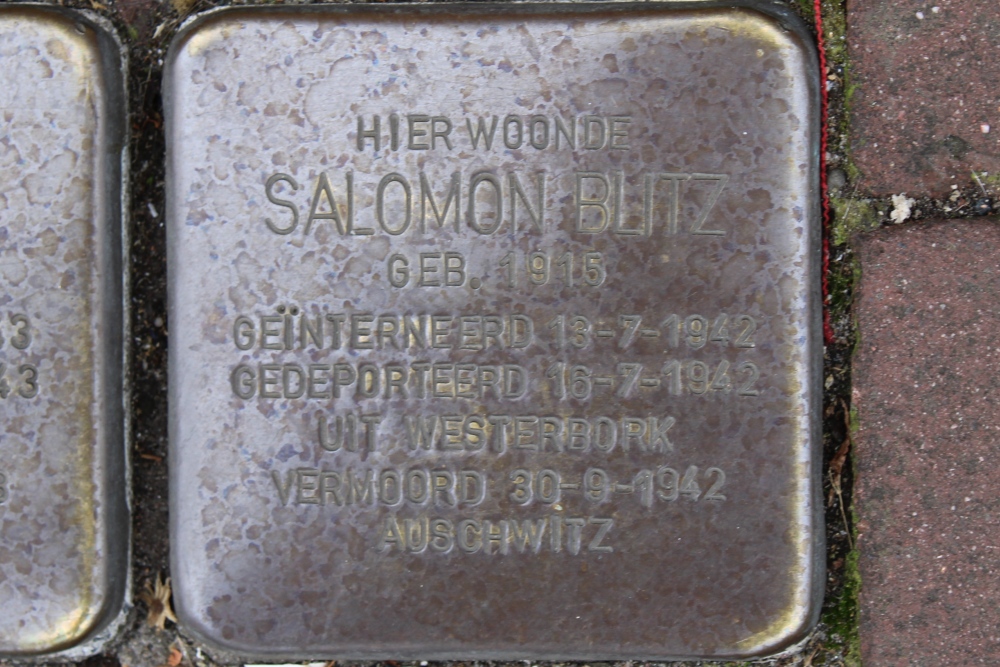 HIER WOONDE
SALOMON BLITZ
GEB. 1915
GEÏNTERNEERD 13-7-1942
GEDEPORTEERD 16-7-1942
UIT WESTERBORK
VERMOORD 30-9-1942
AUSCHWITZ